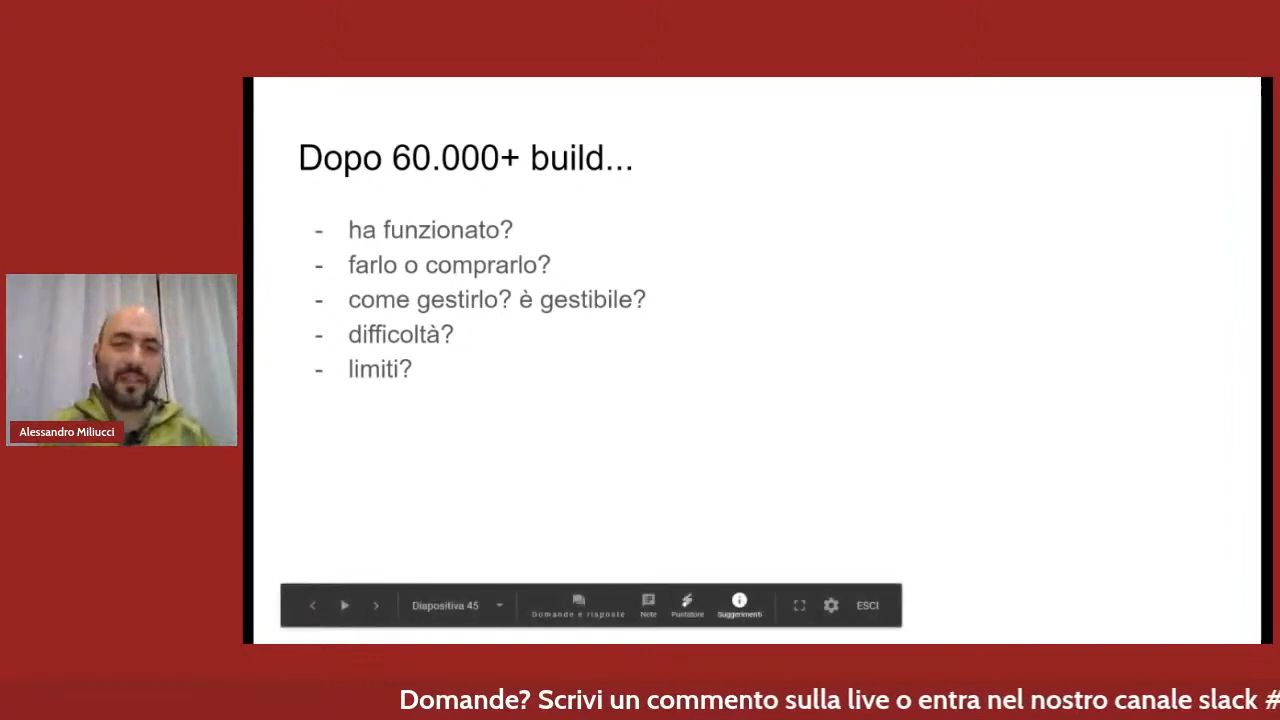 Dopo 60.000+ build...
- ha funzionato?
- farlo o comprarlo?
- come gestirlo? è gestibile?
- difficoltà?
- limiti?
Alessandro Miliucci
Diapositiva 45
Domande e risposte
Note
Puntatore
Suggerimenti
ESCI
Domande? Scrivi un commento sulla live o entra nel nostro canale slack #